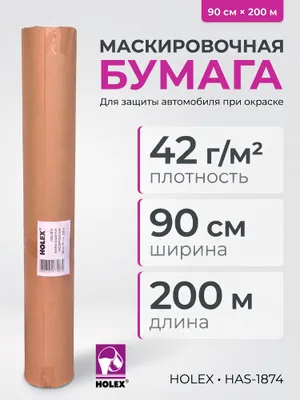 90 см × 200 м
МАСКИРОВОЧНАЯ
БУМАГА
Для защиты автомобиля при окраске
42 г/м²
плотность
90 см
ширина
200 м
длина
HOLEX
HOLEX
HOLEX • HAS-1874